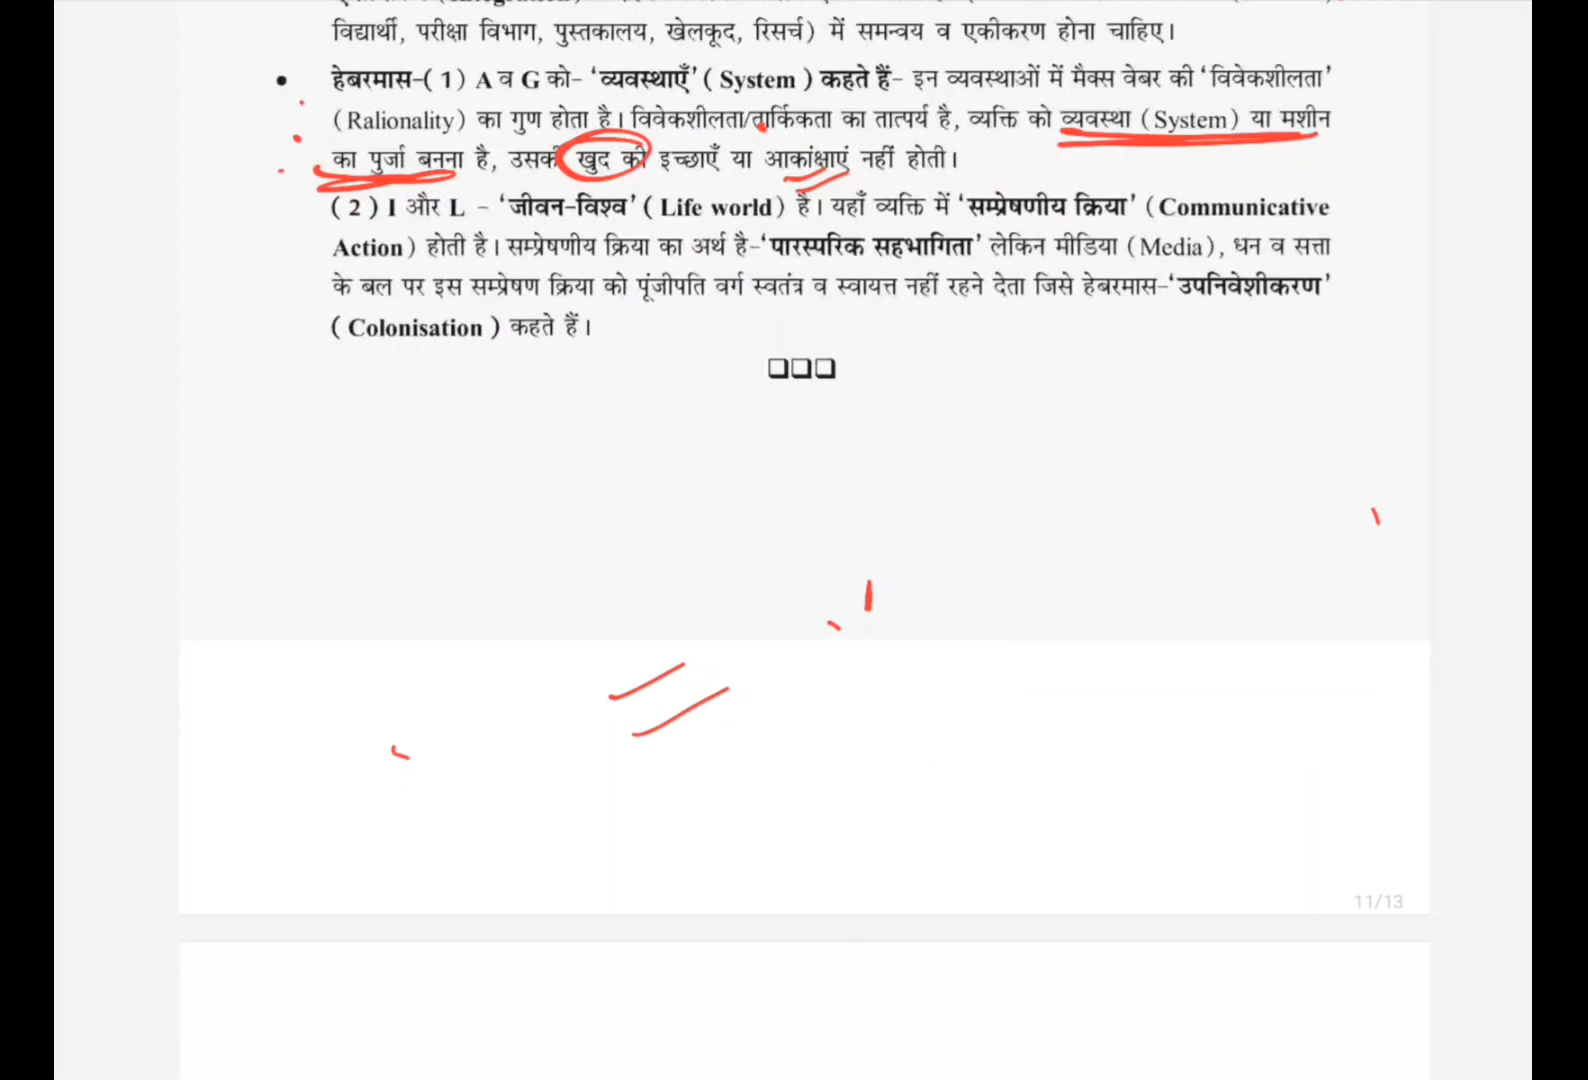 विद्यार्थी, परीक्षा विभाग, पुस्तकालय, खेलकूद, रिसर्च) में समन्वय व एकीकरण होना चाहिए।
• हेबरमास-(1) A व G को- ‘व्यवस्थाएँ’ (System) कहते हैं- इन व्यवस्थाओं में मैक्स वेबर की ‘विवेकशीलता’
(Ralionality) का गुण होता है। विवेकशीलता/तार्किकता का तात्पर्य है, व्यक्ति को व्यवस्था (System) या मशीन
का पुर्जा बनना है, उसकी खुद की इच्छाएँ या आकांक्षाएं नहीं होती।
(2) I और L - ‘जीवन-विश्व’ (Life world) है। यहाँ व्यक्ति में ‘सम्प्रेषणीय क्रिया’ (Communicative
Action) होती है। सम्प्रेषणीय क्रिया का अर्थ है-‘पारस्परिक सहभागिता’ लेकिन मीडिया (Media), धन व सत्ता
के बल पर इस सम्प्रेषण क्रिया को पूंजीपति वर्ग स्वतंत्र व स्वायत्त नहीं रहने देता जिसे हेबरमास-‘उपनिवेशीकरण’
(Colonisation) कहते हैं।
11/13